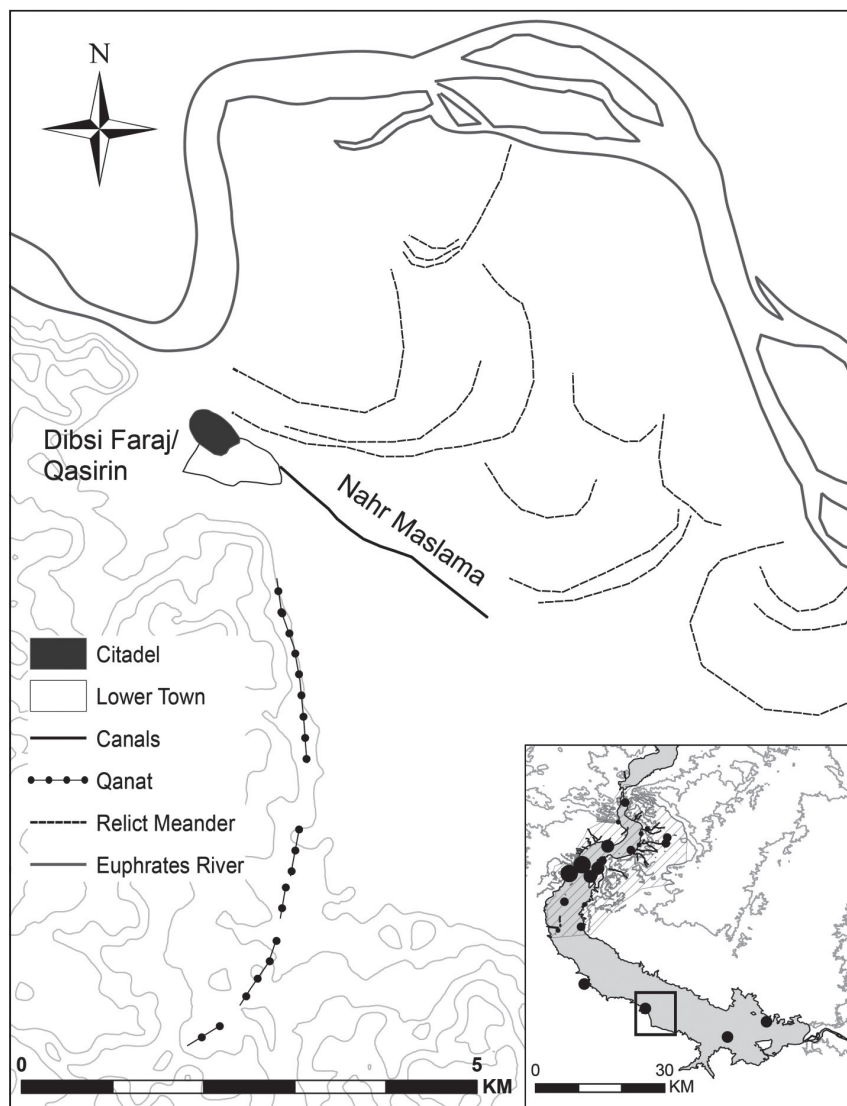 N
Dibsi Faraj/
Qasirin
Nahr Maslama
Citadel
Lower Town
Canals
Qanat
Relict Meander
Euphrates River
0
5
KM
0
30
KM